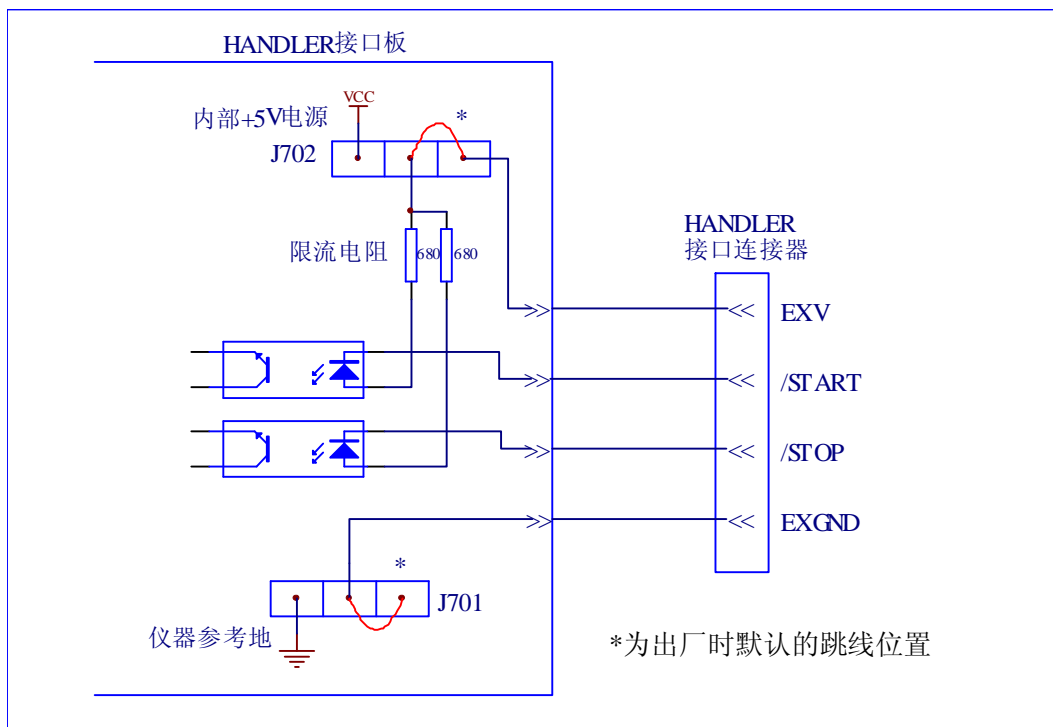 HANDLER接口板
VCC
内部+5V电源
*
J702
HANDLER
接口连接器
限流电阻
680
680
EXV
/START
/STOP
EXGND
*
J701
仪器参考地
*为出厂时默认的跳线位置